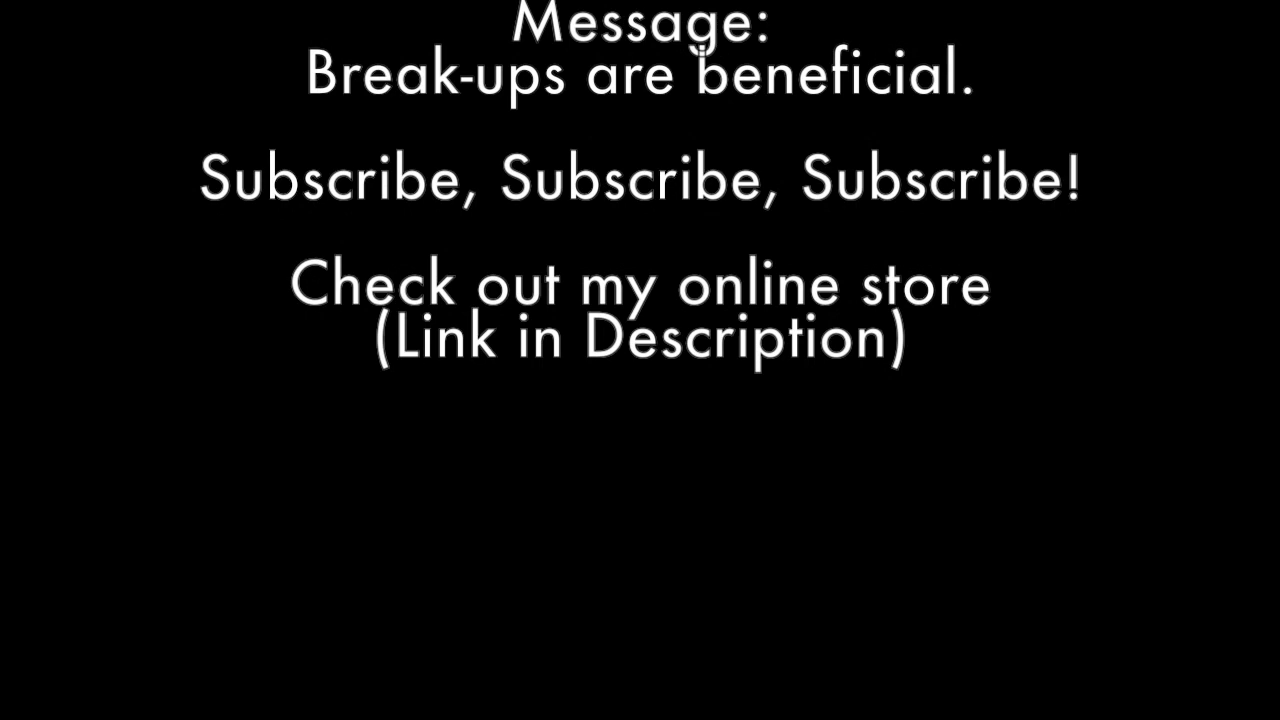 Message:
Break-ups are beneficial.
Subscribe, Subscribe, Subscribe!
Check out my online store
(Link in Description)